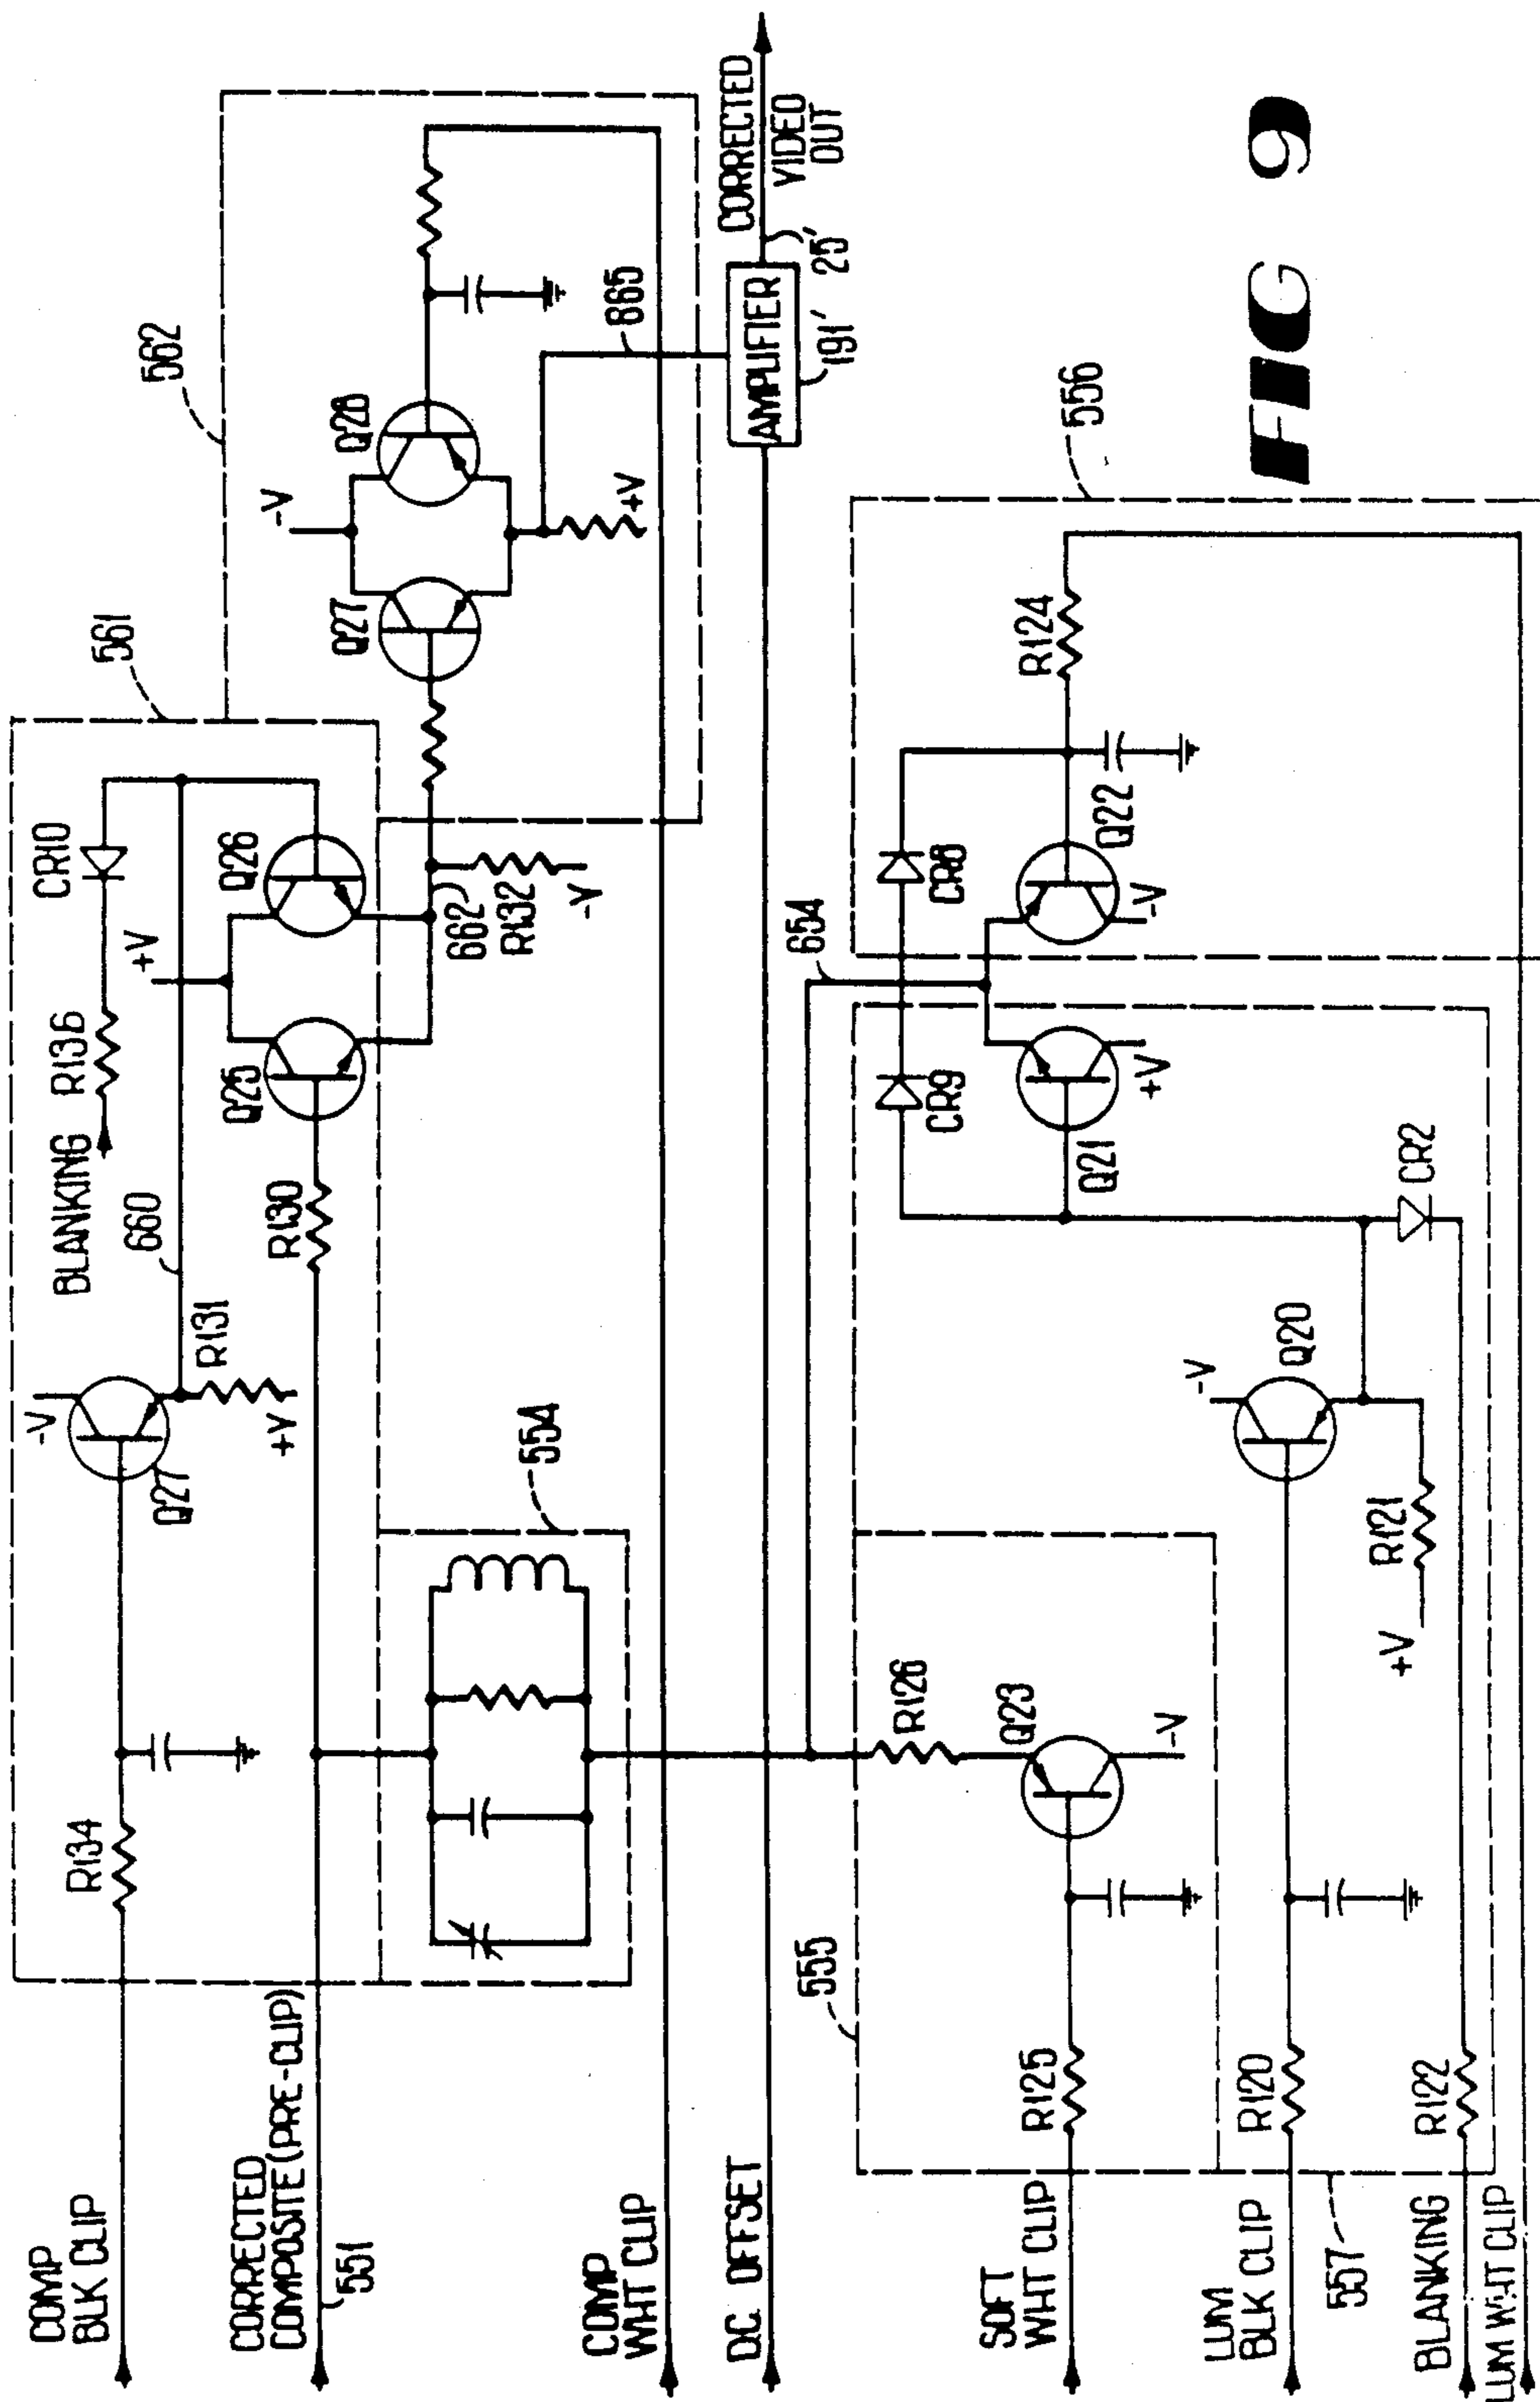 COMP
BLK CLIP
R134
Q27
-V
R131
+V
660
BLANKING
R136
CR10
561
562
CORRECTED
COMPOSITE (PRE-CLIP)
551
R130
Q25
+V
Q26
662
R132
-V
Q27
-V
Q28
+V
665
554
COMP
WHT CLIP
DC OFFSET
AMPLIFIER
191'
25'
CORRECTED
VIDEO
OUT
555
SOFT
WHT CLIP
R125
R126
Q23
-V
654
CR9
CR8
Q21
+V
Q22
-V
R124
556
LUM
BLK CLIP
R120
-V
Q20
R121
+V
CR2
557
BLANKING
R122
LUM WHT CLIP
FIG 9